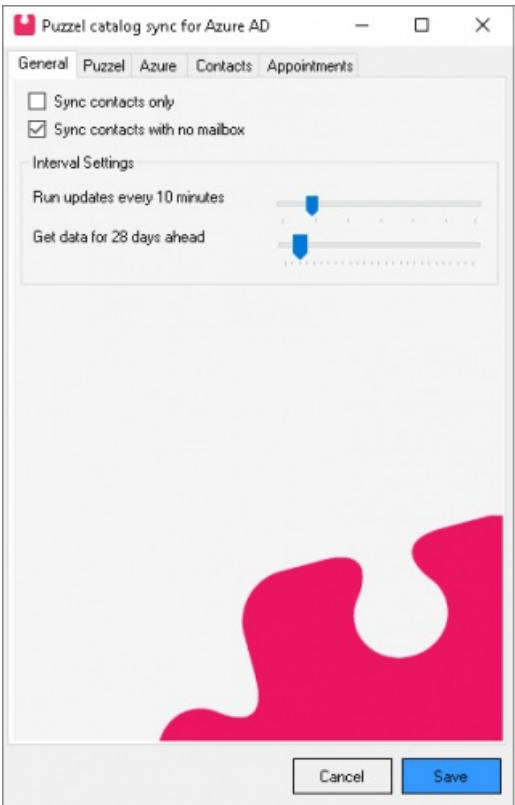 Puzzel catalog sync for Azure AD
General Puzzel Azure Contacts Appointments
Sync contacts only
Sync contacts with no mailbox
Interval Settings
Run updates every 10 minutes
Get data for 28 days ahead
Cancel Save